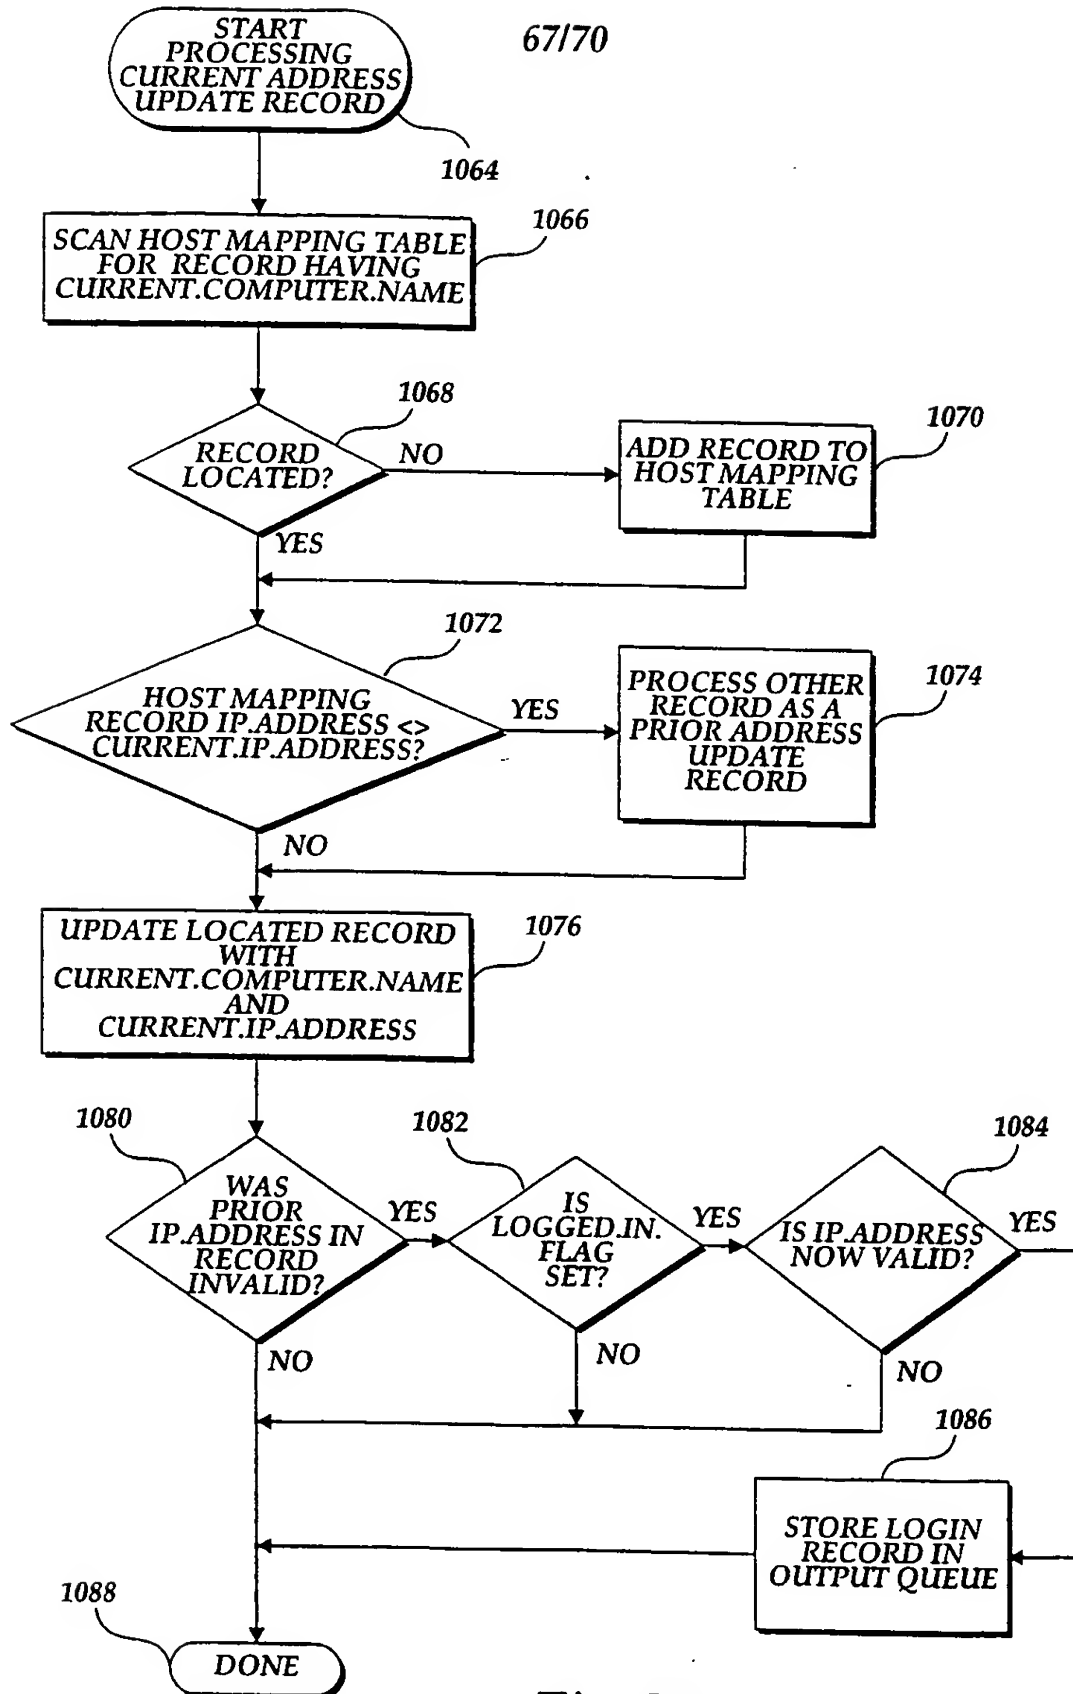 67/70
START
PROCESSING
CURRENT ADDRESS
UPDATE RECORD
1064
SCAN HOST MAPPING TABLE
FOR RECORD HAVING
CURRENT.COMPUTER.NAME
1066
RECORD
LOCATED?
1068
NO
YES
ADD RECORD TO
HOST MAPPING
TABLE
1070
HOST MAPPING
RECORD IP.ADDRESS <>
CURRENT.IP.ADDRESS?
1072
YES
NO
PROCESS OTHER
RECORD AS A
PRIOR ADDRESS
UPDATE
RECORD
1074
UPDATE LOCATED RECORD
WITH
CURRENT.COMPUTER.NAME
AND
CURRENT.IP.ADDRESS
1076
1080
WAS
PRIOR
IP.ADDRESS IN
RECORD
INVALID?
YES
NO
1082
IS
LOGGED.IN.
FLAG
SET?
YES
NO
1084
IS IP.ADDRESS
NOW VALID?
YES
NO
1086
STORE LOGIN
RECORD IN
OUTPUT QUEUE
1088
DONE